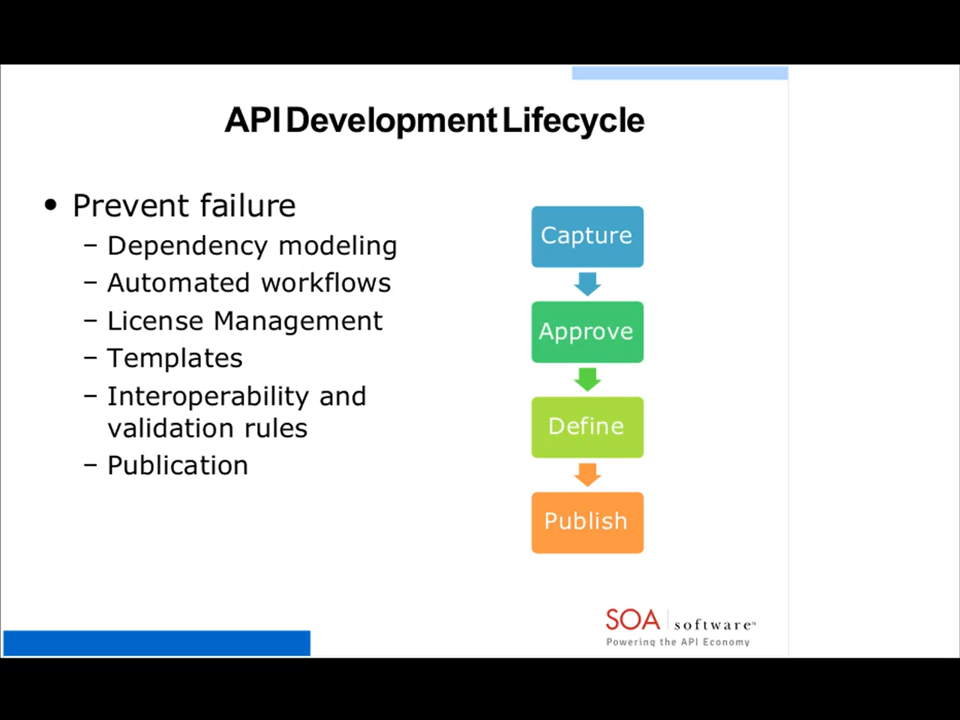 API Development Lifecycle
• Prevent failure
– Dependency modeling
– Automated workflows
– License Management
– Templates
– Interoperability and
validation rules
– Publication
Capture
Approve
Define
Publish
SOA software™
Powering the API Economy